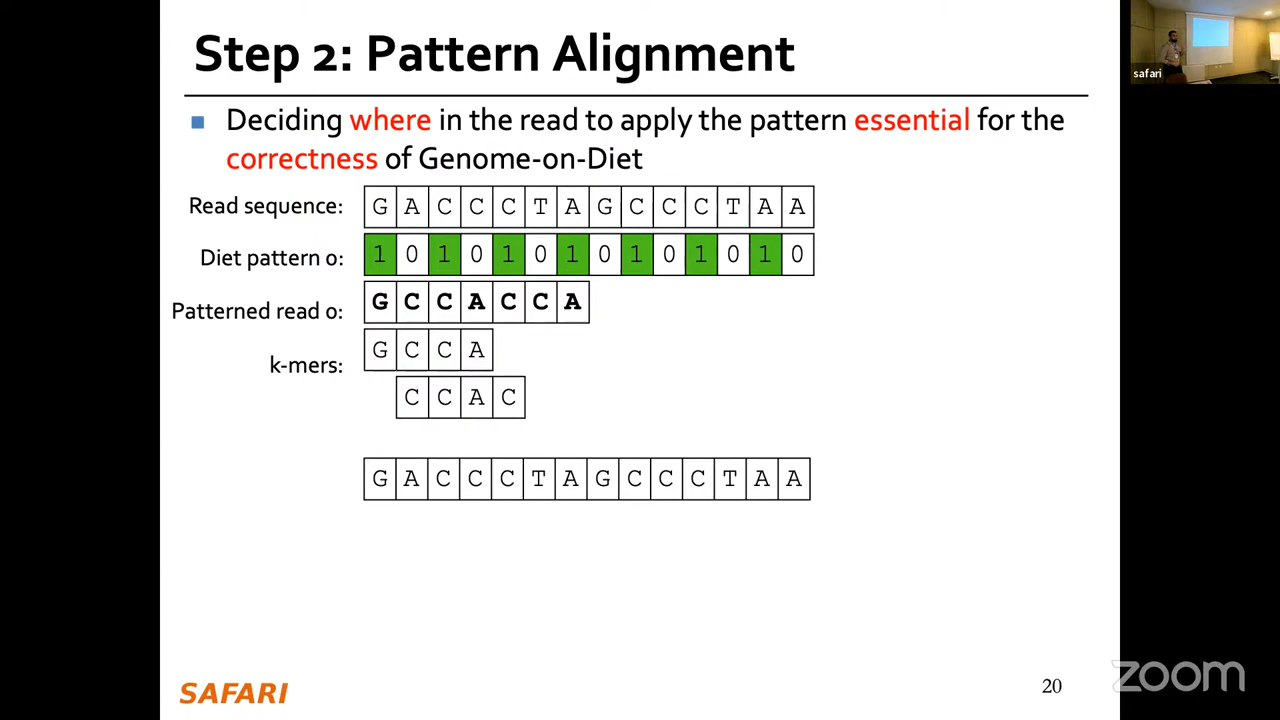 Step 2: Pattern Alignment
Deciding where in the read to apply the pattern essential for the
correctness of Genome-on-Diet
Read sequence: G A C C C T A G C C C T A A
Diet pattern 0: 1 0 1 0 1 0 1 0 1 0 1 0 1 0
Patterned read 0: G C C A C C A
k-mers: G C C A
C C A C
G A C C C T A G C C C T A A
SAFARI
20
safari
zoom